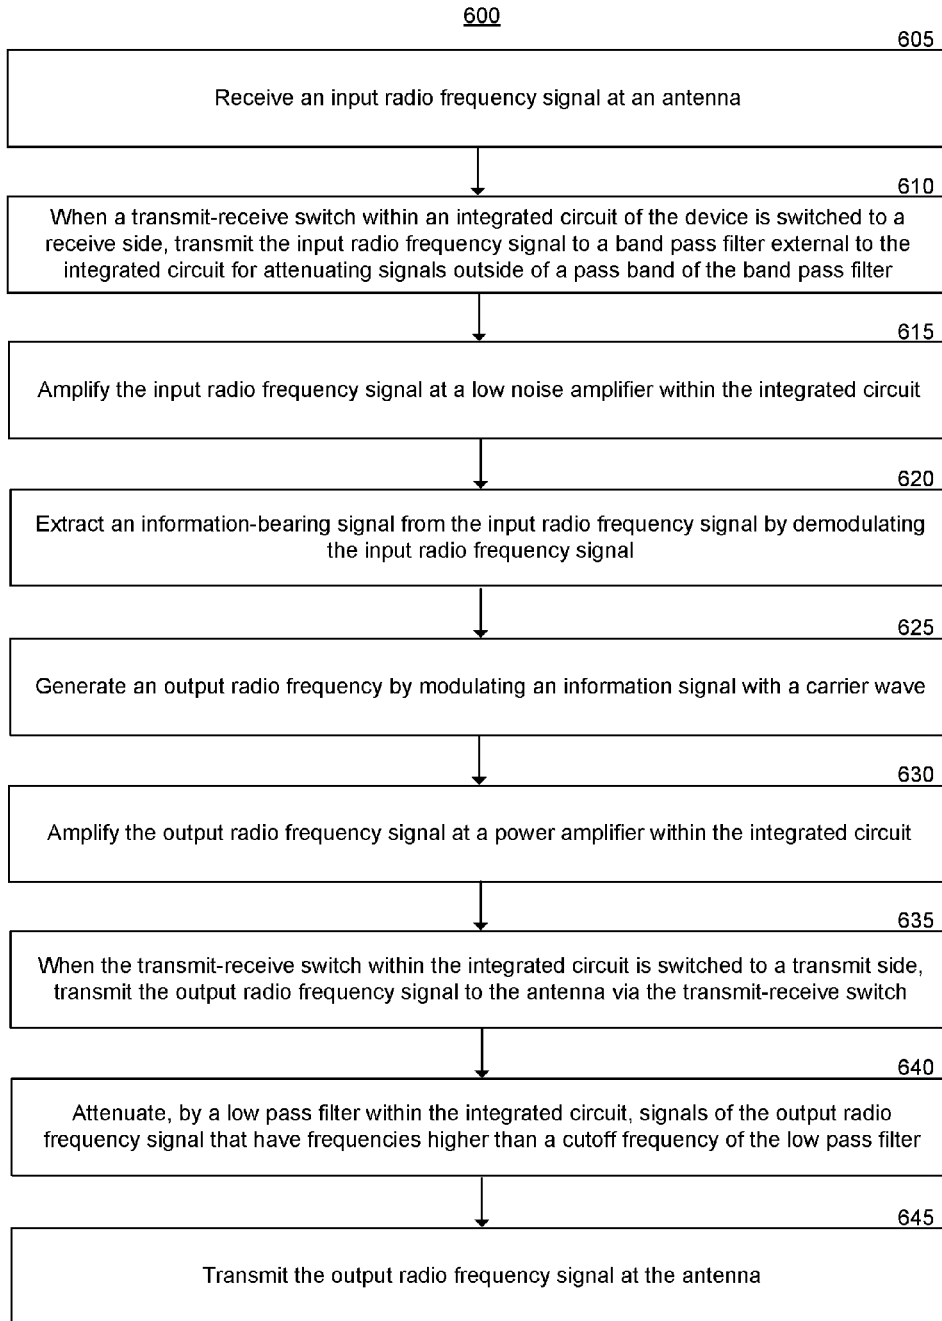 600
605
Receive an input radio frequency signal at an antenna
610
When a transmit-receive switch within an integrated circuit of the device is switched to a
receive side, transmit the input radio frequency signal to a band pass filter external to the
integrated circuit for attenuating signals outside of a pass band of the band pass filter
615
Amplify the input radio frequency signal at a low noise amplifier within the integrated circuit
620
Extract an information-bearing signal from the input radio frequency signal by demodulating
the input radio frequency signal
625
Generate an output radio frequency by modulating an information signal with a carrier wave
630
Amplify the output radio frequency signal at a power amplifier within the integrated circuit
635
When the transmit-receive switch within the integrated circuit is switched to a transmit side,
transmit the output radio frequency signal to the antenna via the transmit-receive switch
640
Attenuate, by a low pass filter within the integrated circuit, signals of the output radio
frequency signal that have frequencies higher than a cutoff frequency of the low pass filter
645
Transmit the output radio frequency signal at the antenna